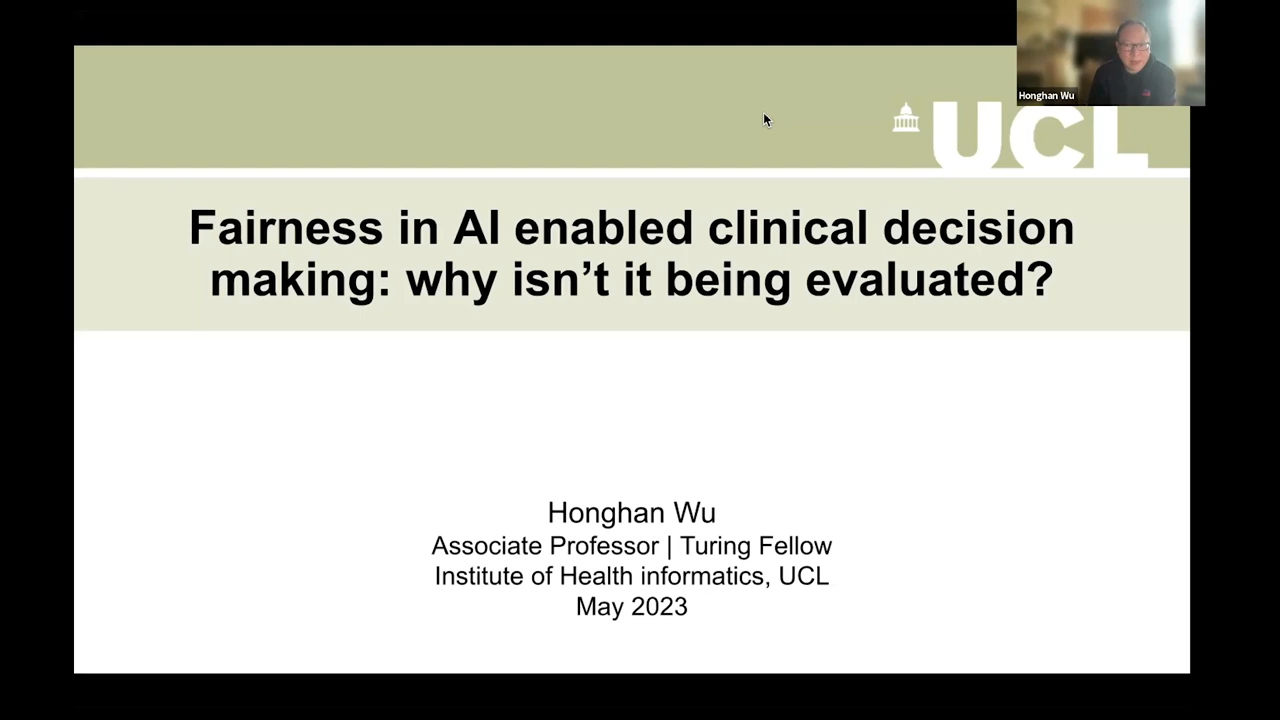 Honghan Wu
UCL
Fairness in AI enabled clinical decision
making: why isn’t it being evaluated?
Honghan Wu
Associate Professor | Turing Fellow
Institute of Health informatics, UCL
May 2023